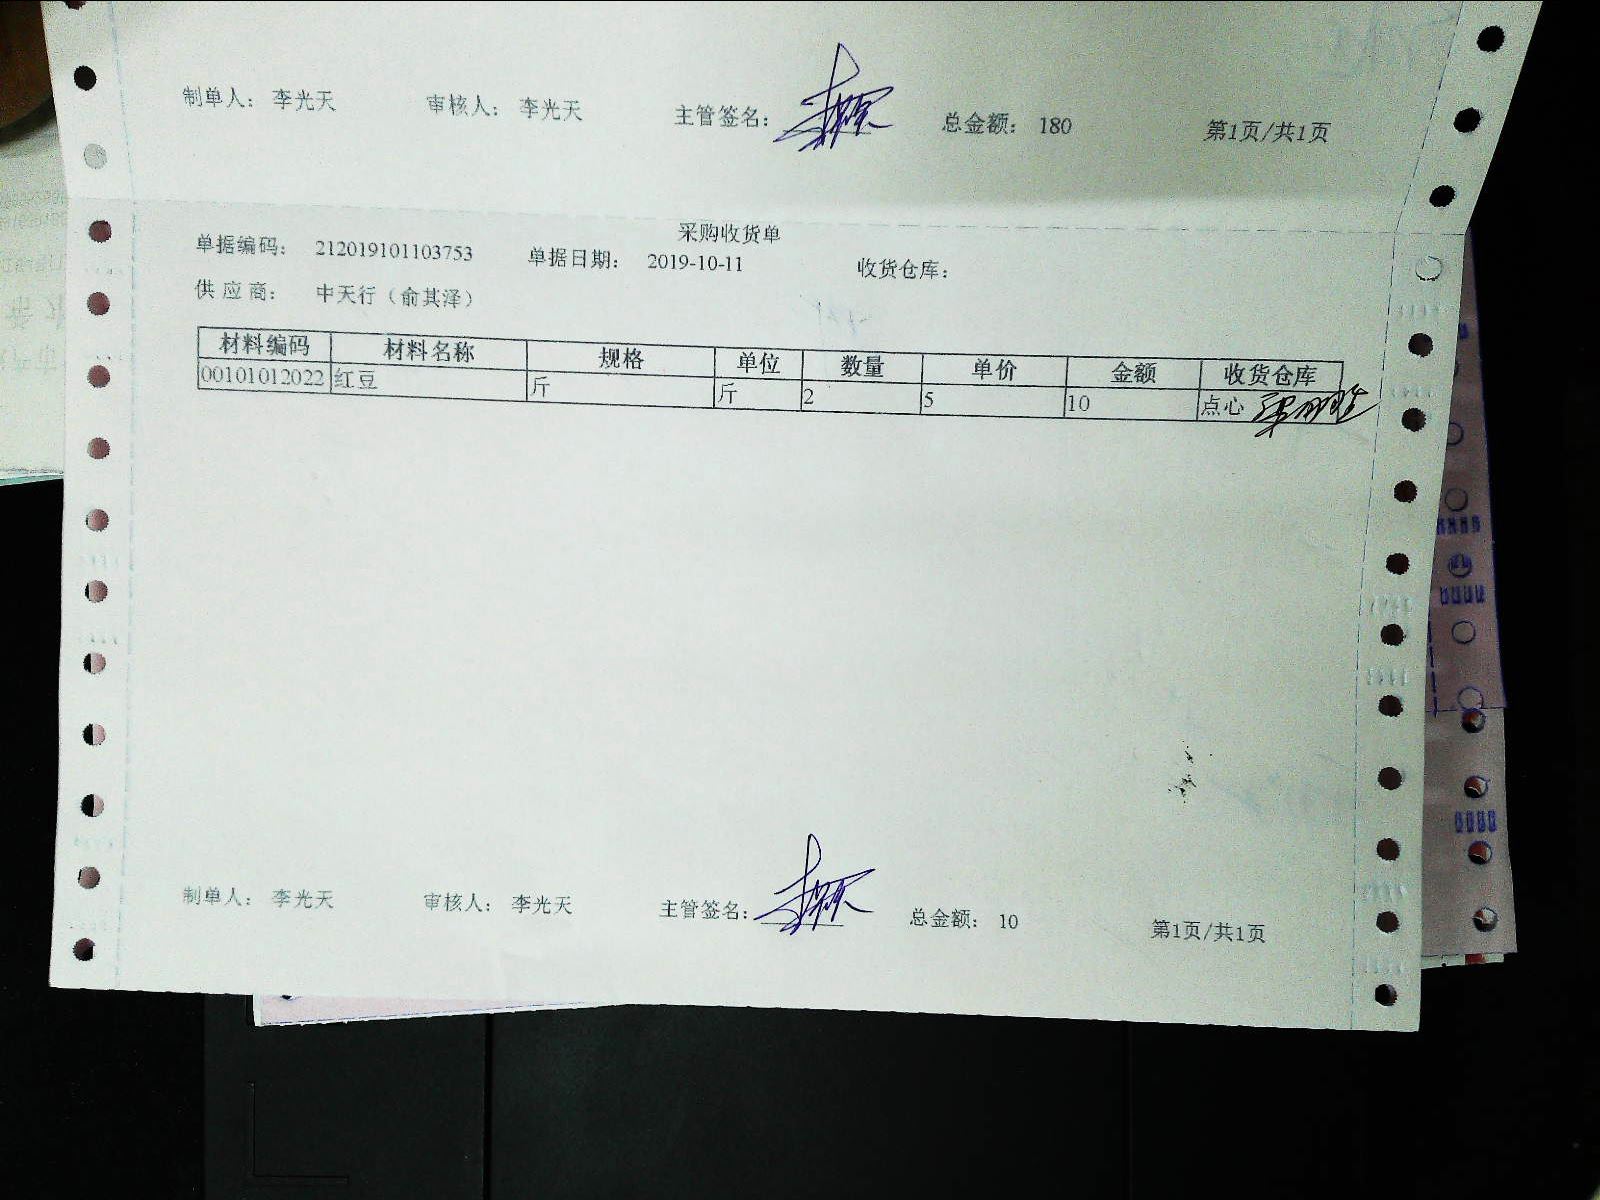 制单人： 李光天 审核人： 李光天 主管签名： 总金额： 180 第1页/共1页
采购收货单
单据编码： 212019101103753 单据日期： 2019-10-11 收货仓库：
供 应 商： 中天行（俞其泽）
材料编码 材料名称 规格 单位 数量 单价 金额 收货仓库
00101012022 红豆 斤 斤 2 5 10 点心
制单人： 李光天 审核人： 李光天 主管签名： 总金额： 10 第1页/共1页